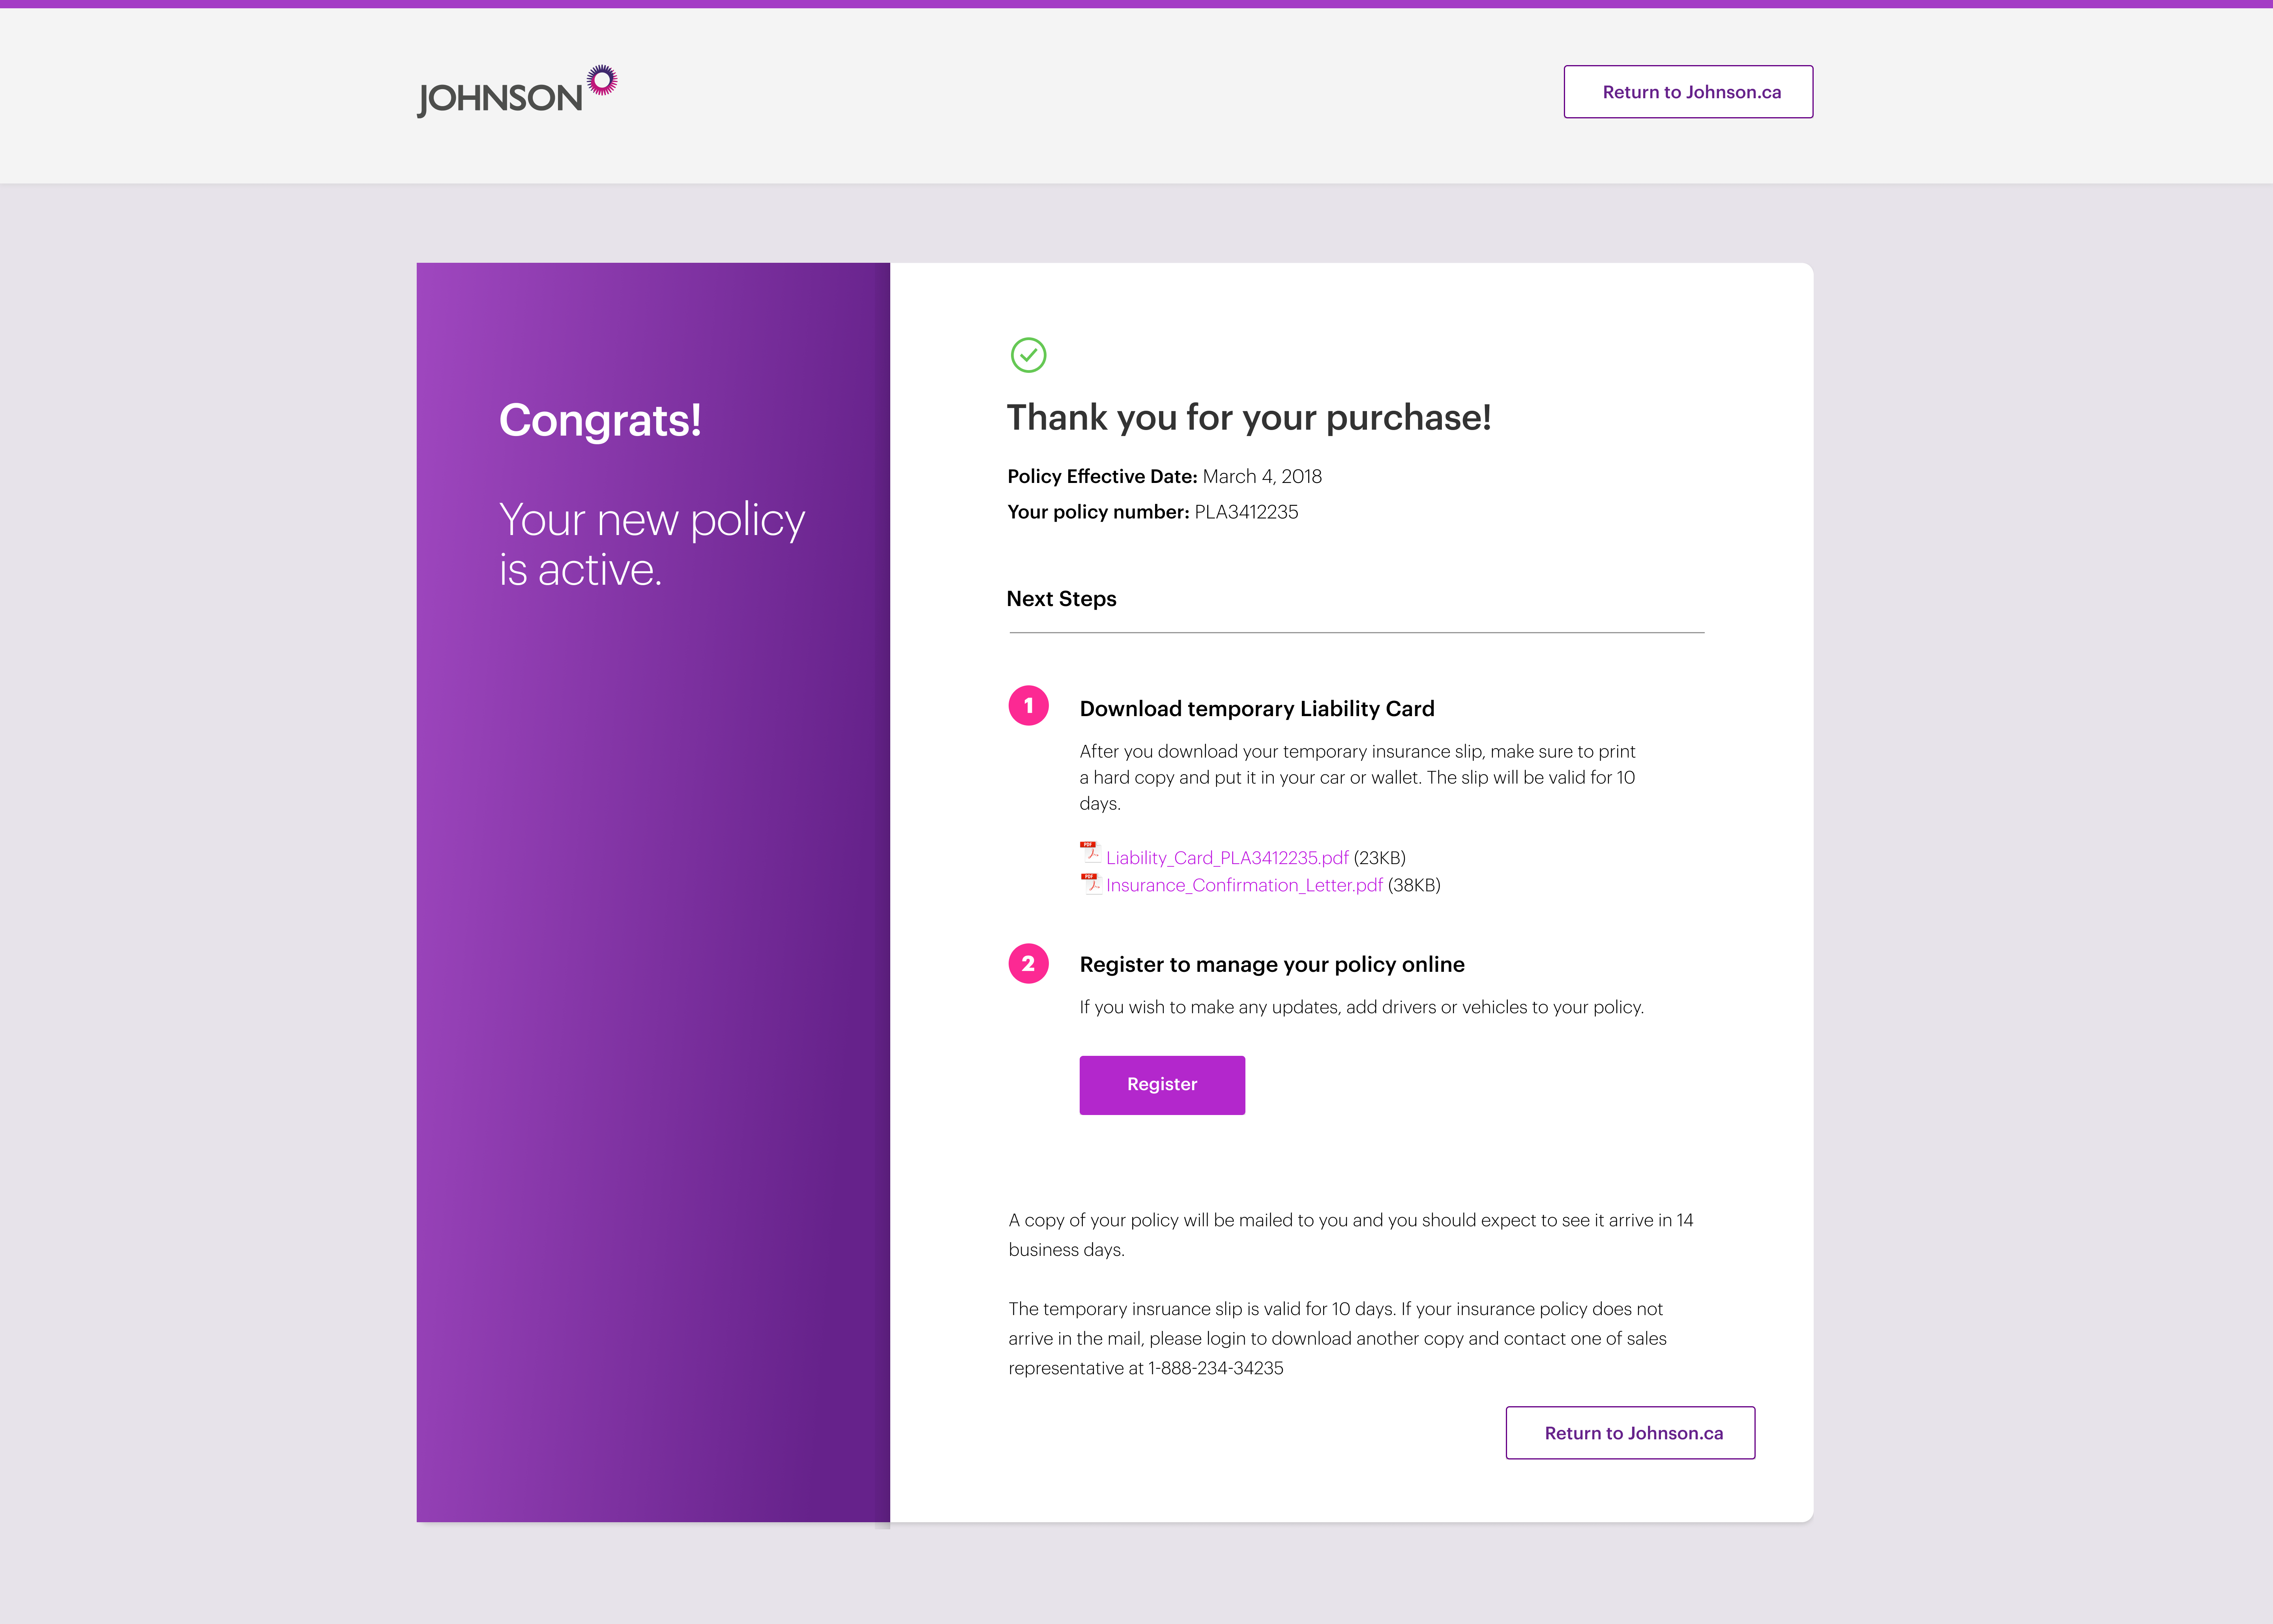 JOHNSON
Return to Johnson.ca
Congrats!
Your new policy
is active.
Thank you for your purchase!
Policy Effective Date: March 4, 2018
Your policy number: PLA3412235
Next Steps
1
Download temporary Liability Card
After you download your temporary insurance slip, make sure to print
a hard copy and put it in your car or wallet. The slip will be valid for 10
days.
PDF Liability_Card_PLA3412235.pdf (23KB)
PDF Insurance_Confirmation_Letter.pdf (38KB)
2
Register to manage your policy online
If you wish to make any updates, add drivers or vehicles to your policy.
Register
A copy of your policy will be mailed to you and you should expect to see it arrive in 14
business days.
The temporary insruance slip is valid for 10 days. If your insurance policy does not
arrive in the mail, please login to download another copy and contact one of sales
representative at 1-888-234-34235
Return to Johnson.ca